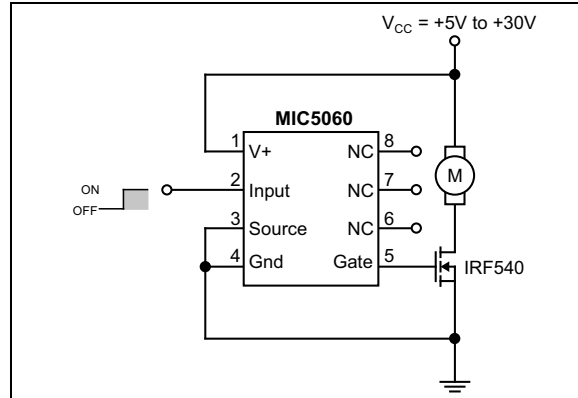 VCC = +5V to +30V
MIC5060
1 V+ NC 8
ON
OFF
2 Input NC 7
M
3 Source NC 6
4 Gnd Gate 5
IRF540